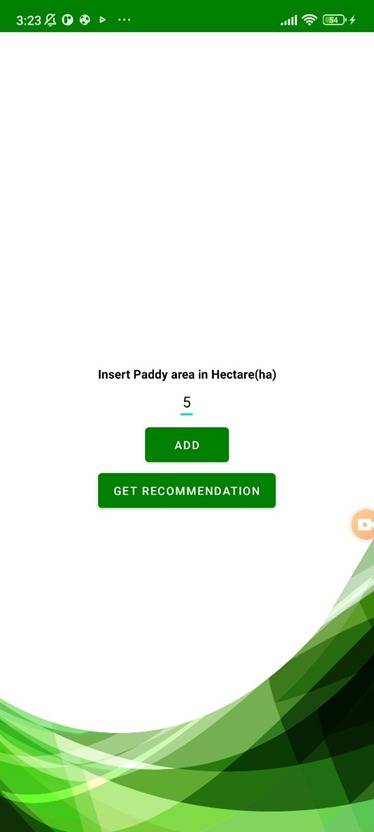 3:23
54
Insert Paddy area in Hectare(ha)
5
ADD
GET RECOMMENDATION